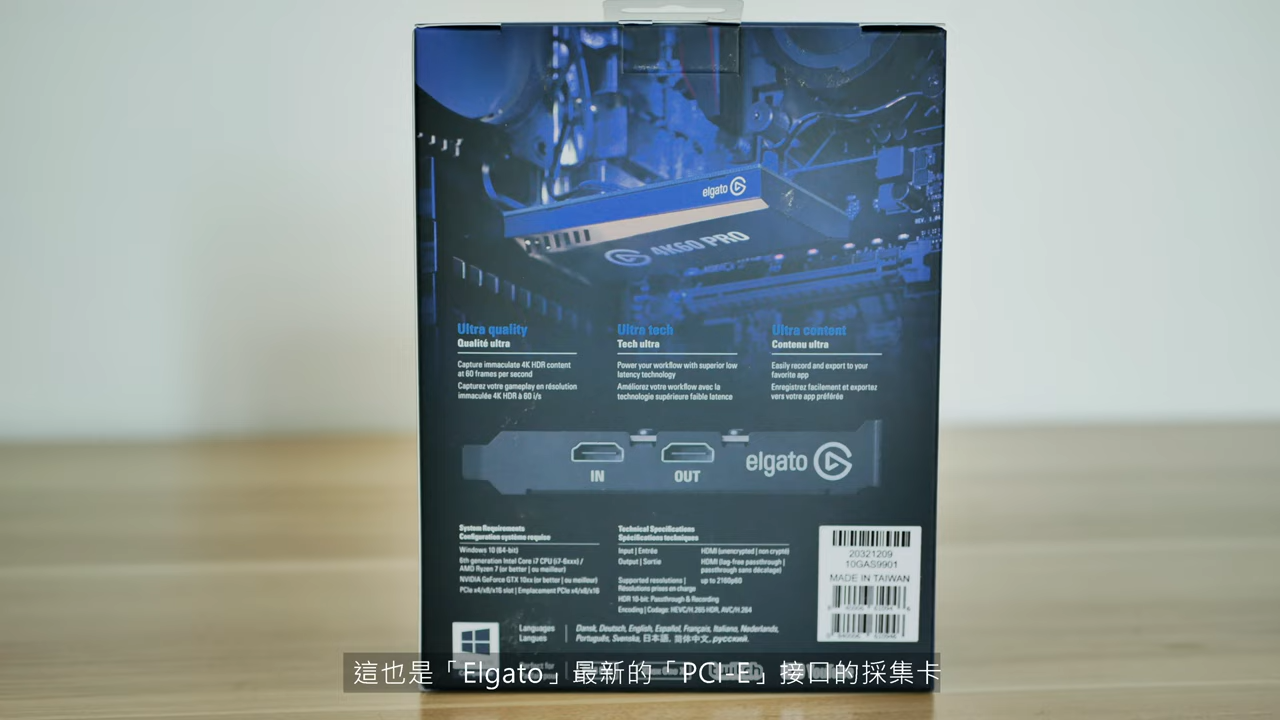 elgato
4K60 PRO
REV. 1.04
Ultra quality
Qualité ultra
Capture immaculate 4K HDR content
at 60 frames per second
Capturez votre gameplay en résolution
immaculée 4K HDR à 60 i/s
Ultra tech
Tech ultra
Power your workflow with superior low
latency technology
Améliorez votre workflow avec la
technologie supérieure faible latence
Ultra content
Contenu ultra
Easily record and export to your
favorite app
Enregistrez facilement et exportez
vers votre app préférée
IN
OUT
elgato
System Requirements
Configuration système requise
Windows 10 (64-bit)
6th generation Intel Core i7 CPU (i7-6xxx) /
AMD Ryzen 7 (or better | ou meilleur)
NVIDIA GeForce GTX 10xx (or better | ou meilleur)
PCIe x4/x8/x16 slot | Emplacement PCIe x4/x8/x16
Technical Specifications
Spécifications techniques
Input | Entrée HDMI (unencrypted | non crypté)
Output | Sortie HDMI (lag-free passthrough |
passthrough sans décalage)
Supported resolutions | up to 2160p60
Résolutions prises en charge
HDR 10-bit: Passthrough & Recording
Encoding | Codage: HEVC/H.265 HDR, AVC/H.264
20321209
10GAS9901
MADE IN TAIWAN
Languages
Langues
Dansk, Deutsch, English, Español, Français, Italiano, Nederlands,
Português, Svenska, 日本語, 简体中文, русский.
這也是「Elgato」最新的「PCI-E」接口的採集卡